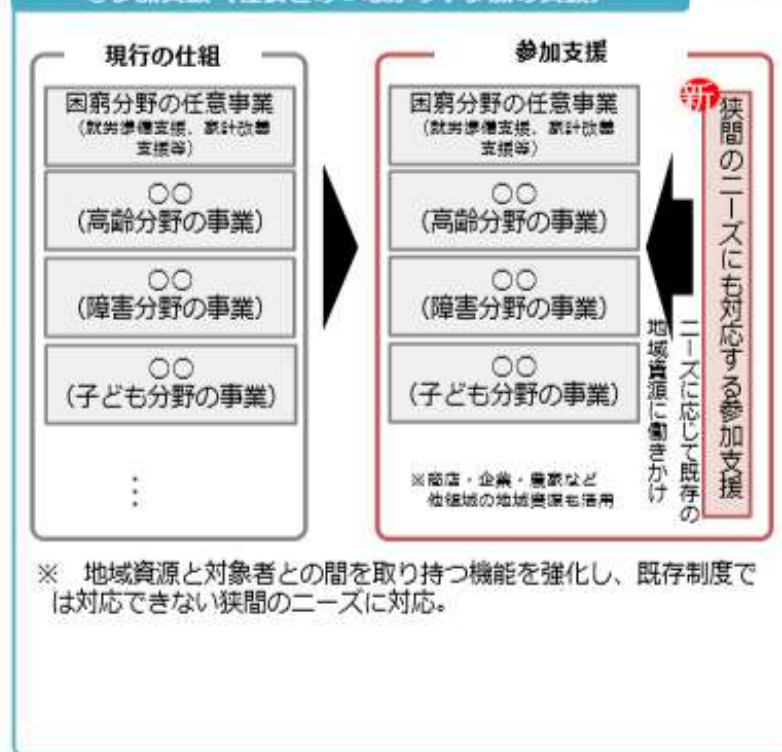 現行の仕組
困窮分野の任意事業
(就労準備支援、家計改善
支援等)
○○
(高齢分野の事業)
○○
(障害分野の事業)
○○
(子ども分野の事業)
⋮
参加支援
困窮分野の任意事業
(就労準備支援、家計改善
支援等)
○○
(高齢分野の事業)
○○
(障害分野の事業)
○○
(子ども分野の事業)
※商店・企業・農家など
他領域の地域資源も活用
新
狭間のニーズにも対応する参加支援
ニーズに応じて既存の
地域資源に働きかけ
※ 地域資源と対象者との間を取り持つ機能を強化し、既存制度で
は対応できない狭間のニーズに対応。